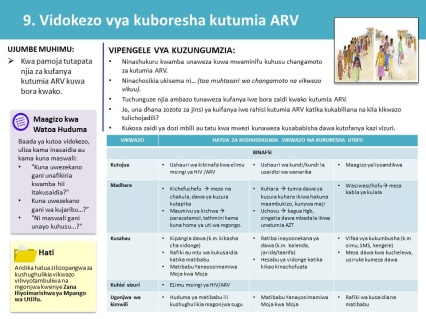 9. Vidokezo vya kuboresha kutumia ARV
UJUMBE MUHIMU:
Kwa pamoja tutapata
njia za kufanya
kutumia ARV kuwa
bora kwako.
Maagizo kwa
Watoa Huduma
Baada ya kutoa vidokezo,
uliza kama inasaidia au
kama kuna maswali:
"Kuna uwezekano
gani unafikiria
kwamba hii
itakusaidia?"
Kuna uwezekano
gani wa kujaribu...?"
"Ni maswali gani
unayo kuhusu...?"
Hati
Andika hatua zilizopangwa za
kushughulikia vikwazo
vilivyotambuliwa na
mgonjwa kwenye Zana
Iliyoimarishwa ya Mpango
wa Utiifu.
VIPENGELE VYA KUZUNGUMZIA:
Ninashukuru kwamba unaweza kuwa mwaminifu kuhusu changamoto
za kutumia ARV.
Ninachosikia ukisema ni... (toa muhtasari wa changamoto na vikwazo
vikuu).
Tuchunguze njia ambazo tunaweza kufanya iwe bora zaidi kwako kutumia ARV.
Je, una dhana zozote za jinsi ya kuifanya iwe rahisi kutumia ARV katika kukabiliana na kila kikwazo
tulichojadili?
Kukosa zaidi ya dozi mbili au tatu kwa mwezi kunaweza kusababisha dawa kutofanya kazi vizuri.
VIKWAZO HATUA ZA KUSHUGHULIKIA VIKWAZO NA KUBORESHA UTIIFU
BINAFSI
Kutojua Ushauri wa kibinafsi kwa elimu Ushauri wa kundi/kundi la Maagizo yaliyoandikwa
msingi ya HIV /ARV usaidizi wa wanarika
Madhara Kichefuchefu → meza na Kuhara → tumia dawa ya Wasiwasi/hofu → meza
chakula, dawa ya kuzuia kuzuia kuhara ikiwa hakuna kabla ya kulala
kutapika maambukizo, kunywa maji
Maumivu ya kichwa → Uchovu → kagua Hgb,
paracetamol, tathmini kama zingatia dawa mbadala ikiwa
kuna homa ya uti wa mgongo. unatumia AZT
Kusahau Kipangia dawa (k.m. kikasha Ratiba inayoonekana ya Vifaa vya kukumbusha (k.m
cha vidonge) dawa (k.m. kalenda, simu, SMS, kengele)
Rafiki au mtu wa kukusaidia jarida/taarifa) Meza dawa kwa kuchelewa,
katika matibabu Hesabu ya vidonge katika usiruke kumeza dawa
Matibabu Yanayosimamiwa kikao kinachofuata
Moja kwa Moja
Kuhisi vizuri ELimu msingi ya HIV/ARV
Ugonjwa wa Huduma ya matibabu ili Matibabu Yanayosimamiwa Rafiki wa kusaidia na
kimwili kushughulikia magonjwa sugu Moja kwa Moja matibabu